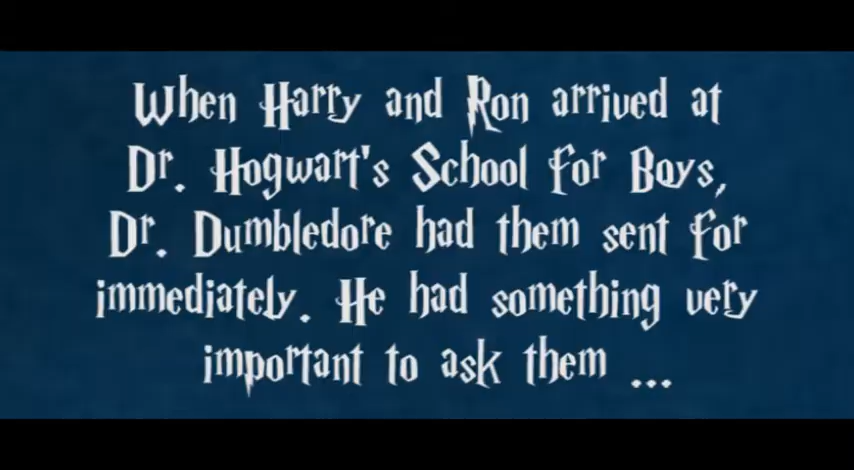 When Harry and Ron arrived at
Dr. Hogwart's School for Boys,
Dr. Dumbledore had them sent for
immediately. He had something very
important to ask them ...